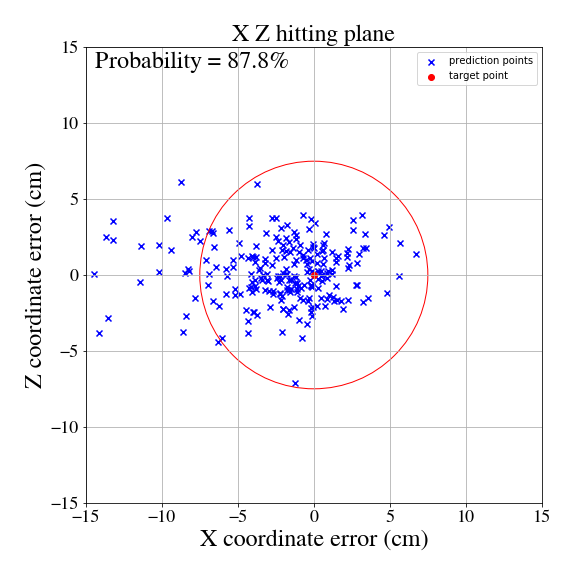 X Z hitting plane
Probability = 87.8%
prediction points
target point
15
10
5
0
−5
−10
−15
−15
−10
−5
0
5
10
15
Z coordinate error (cm)
X coordinate error (cm)